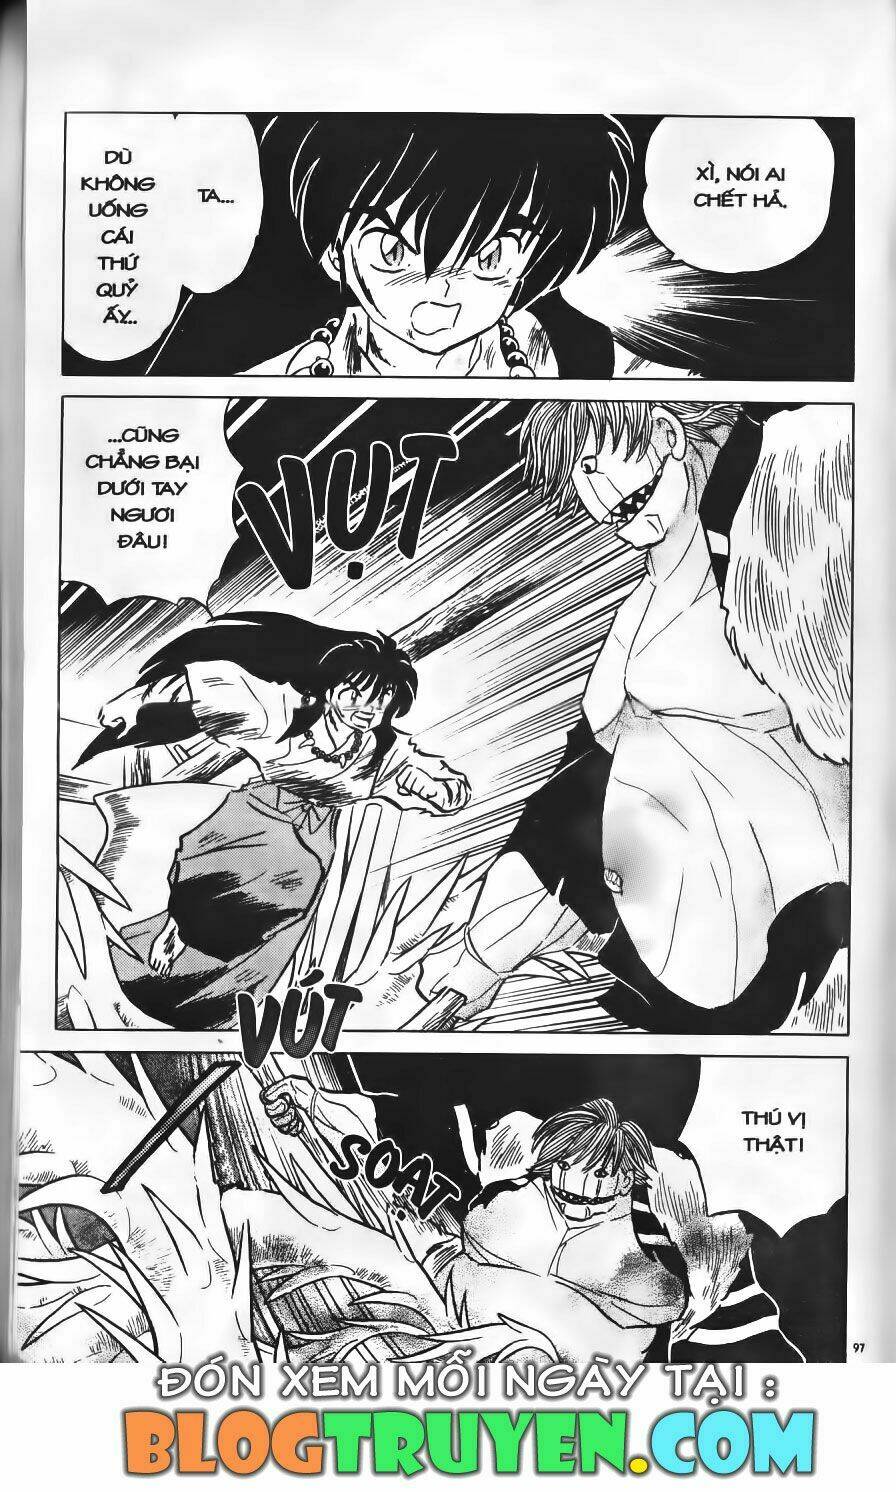 XÌ, NÓI AI
CHẾT HẢ.
TA...
DÙ
KHÔNG
UỐNG
CÁI
THỨ
QUỶ
ẤY...
...CŨNG
CHẲNG BẠI
DƯỚI TAY
NGƯƠI
ĐÂU!
VỤT
VÚT
SOẠT
THÚ VỊ
THẬT!
97
ĐÓN XEM MỖI NGÀY TẠI :
BLOGTRUYEN.COM